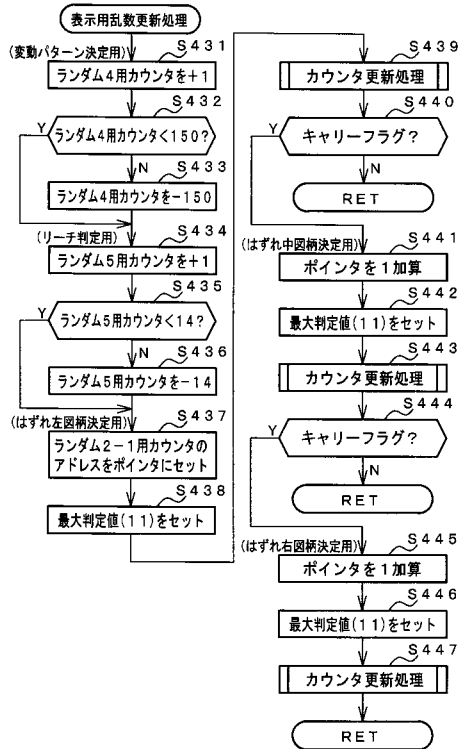 表示用乱数更新処理
(変動パターン決定用)
S431
ランダム4用カウンタを+1
S432
ランダム4用カウンタ<150?
Y
N
S433
ランダム4用カウンタを-150
(リーチ判定用)
S434
ランダム5用カウンタを+1
S435
ランダム5用カウンタ<14?
Y
N
S436
ランダム5用カウンタを-14
(はずれ左図柄決定用)
S437
ランダム2-1用カウンタの
アドレスをポインタにセット
S438
最大判定値(11)をセット
S439
カウンタ更新処理
S440
キャリーフラグ?
Y
N
RET
(はずれ中図柄決定用)
S441
ポインタを1加算
S442
最大判定値(11)をセット
S443
カウンタ更新処理
S444
キャリーフラグ?
Y
N
RET
(はずれ右図柄決定用)
S445
ポインタを1加算
S446
最大判定値(11)をセット
S447
カウンタ更新処理
RET